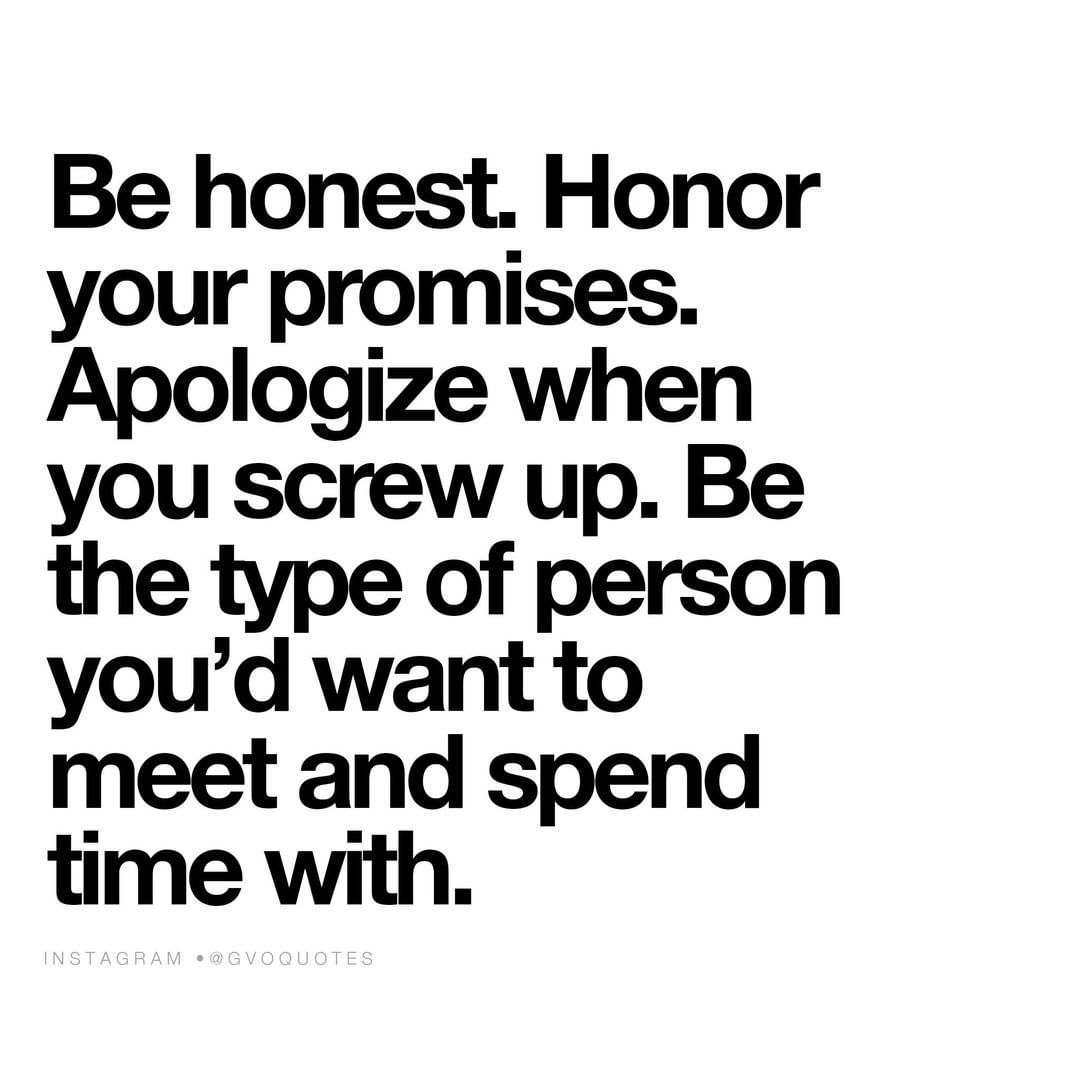 Be honest. Honor
your promises.
Apologize when
you screw up. Be
the type of person
you’d want to
meet and spend
time with.
INSTAGRAM •@GVOQUOTES